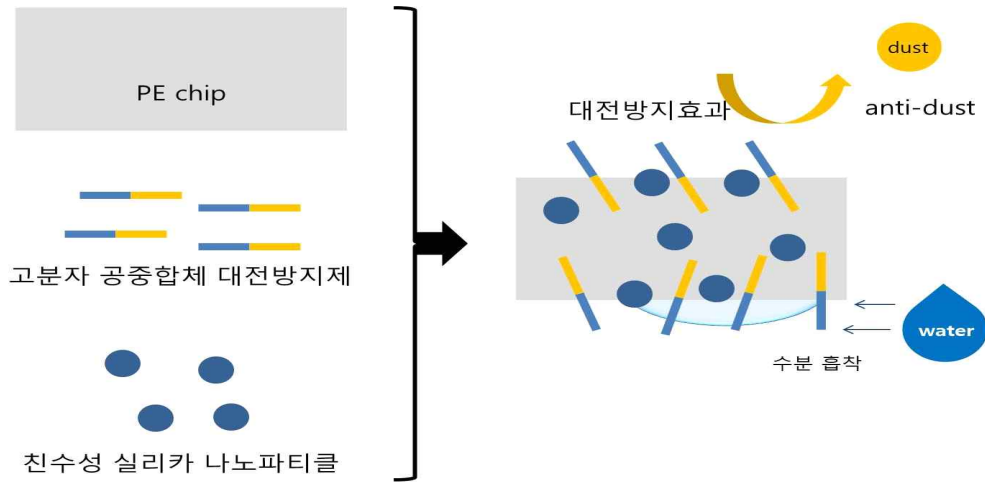 PE chip
고분자 공중합체 대전방지제
친수성 실리카 나노파티클
dust
대전방지효과
anti-dust
water
수분 흡착